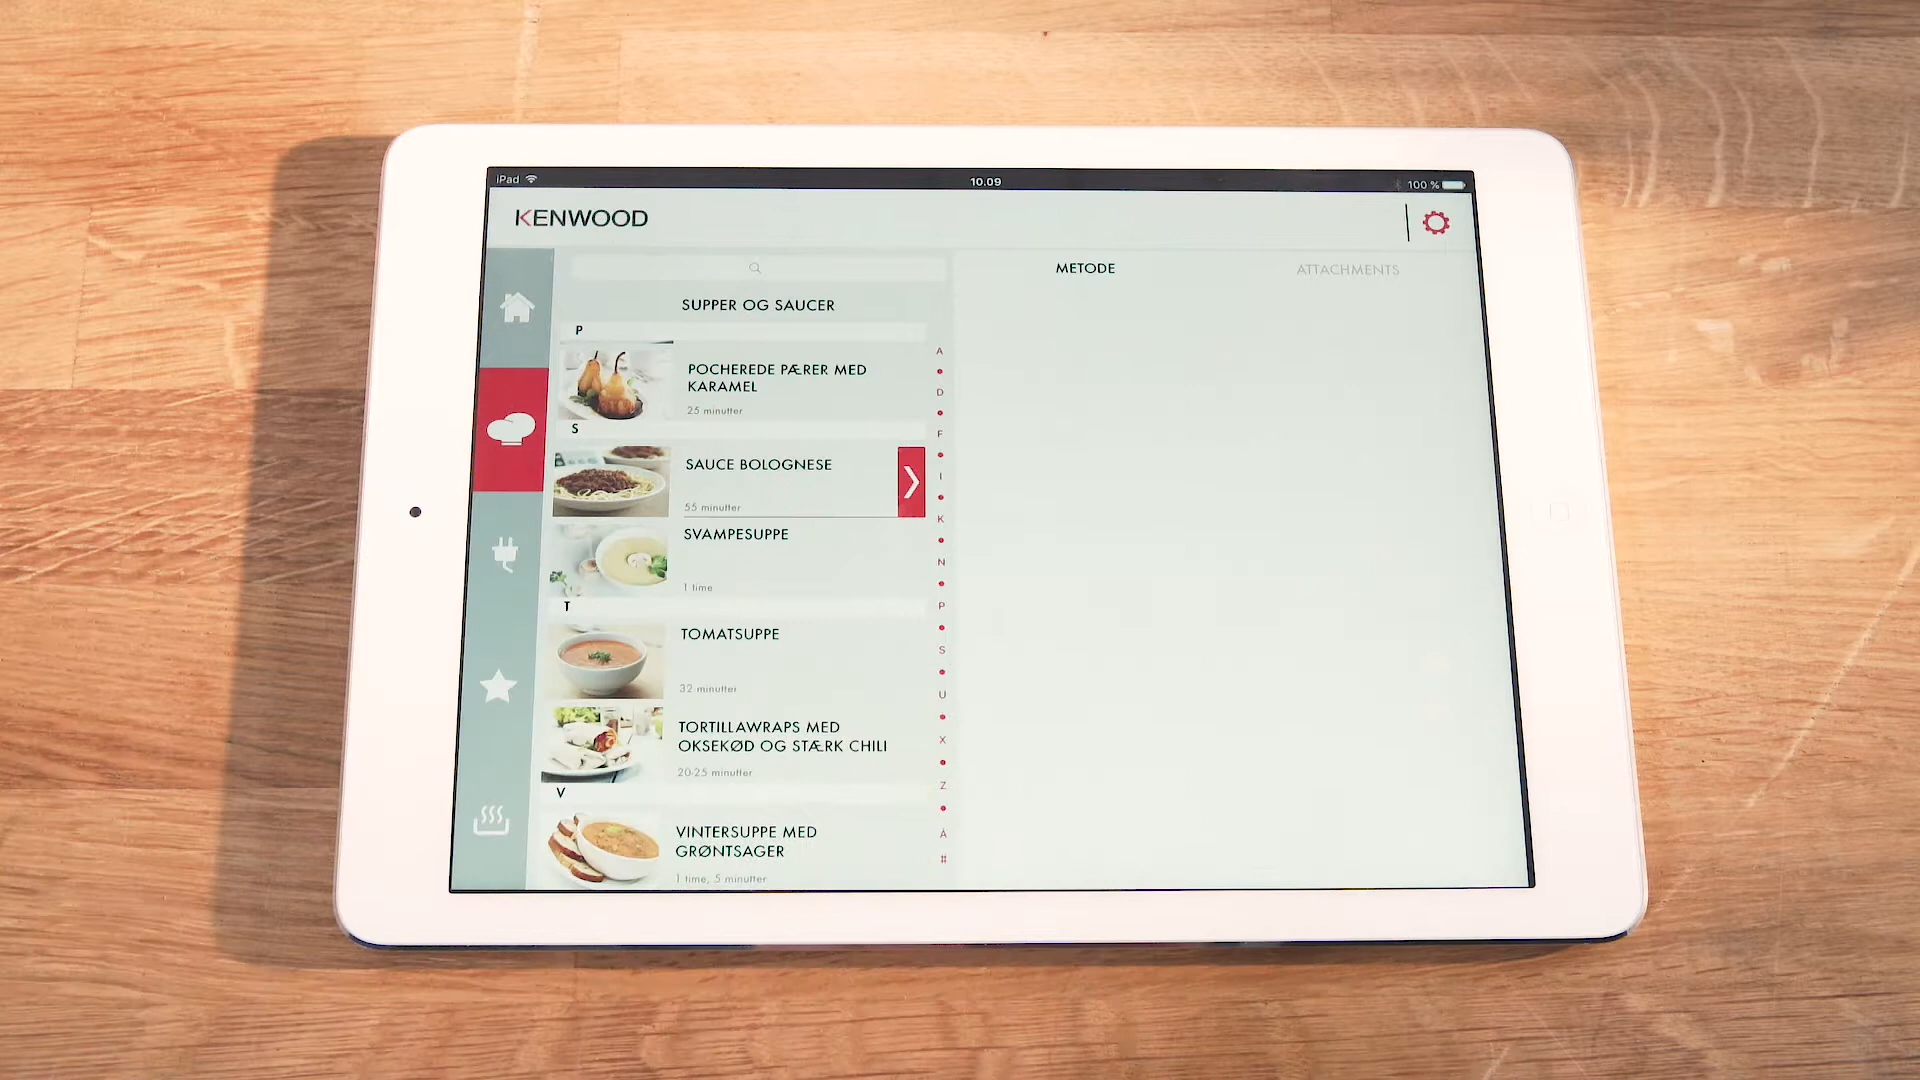 iPad
10.09
100 %
KENWOOD
METODE
ATTACHMENTS
SUPPER OG SAUCER
P
POCHEREDE PÆRER MED
KARAMEL
25 minutter
S
SAUCE BOLOGNESE
55 minutter
SVAMPESUPPE
1 time
T
TOMATSUPPE
32 minutter
TORTILLAWRAPS MED
OKSEKØD OG STÆRK CHILI
20-25 minutter
V
VINTERSUPPE MED
GRØNTSAGER
1 time, 5 minutter
A
D
F
I
K
N
P
S
U
X
Z
Å
#